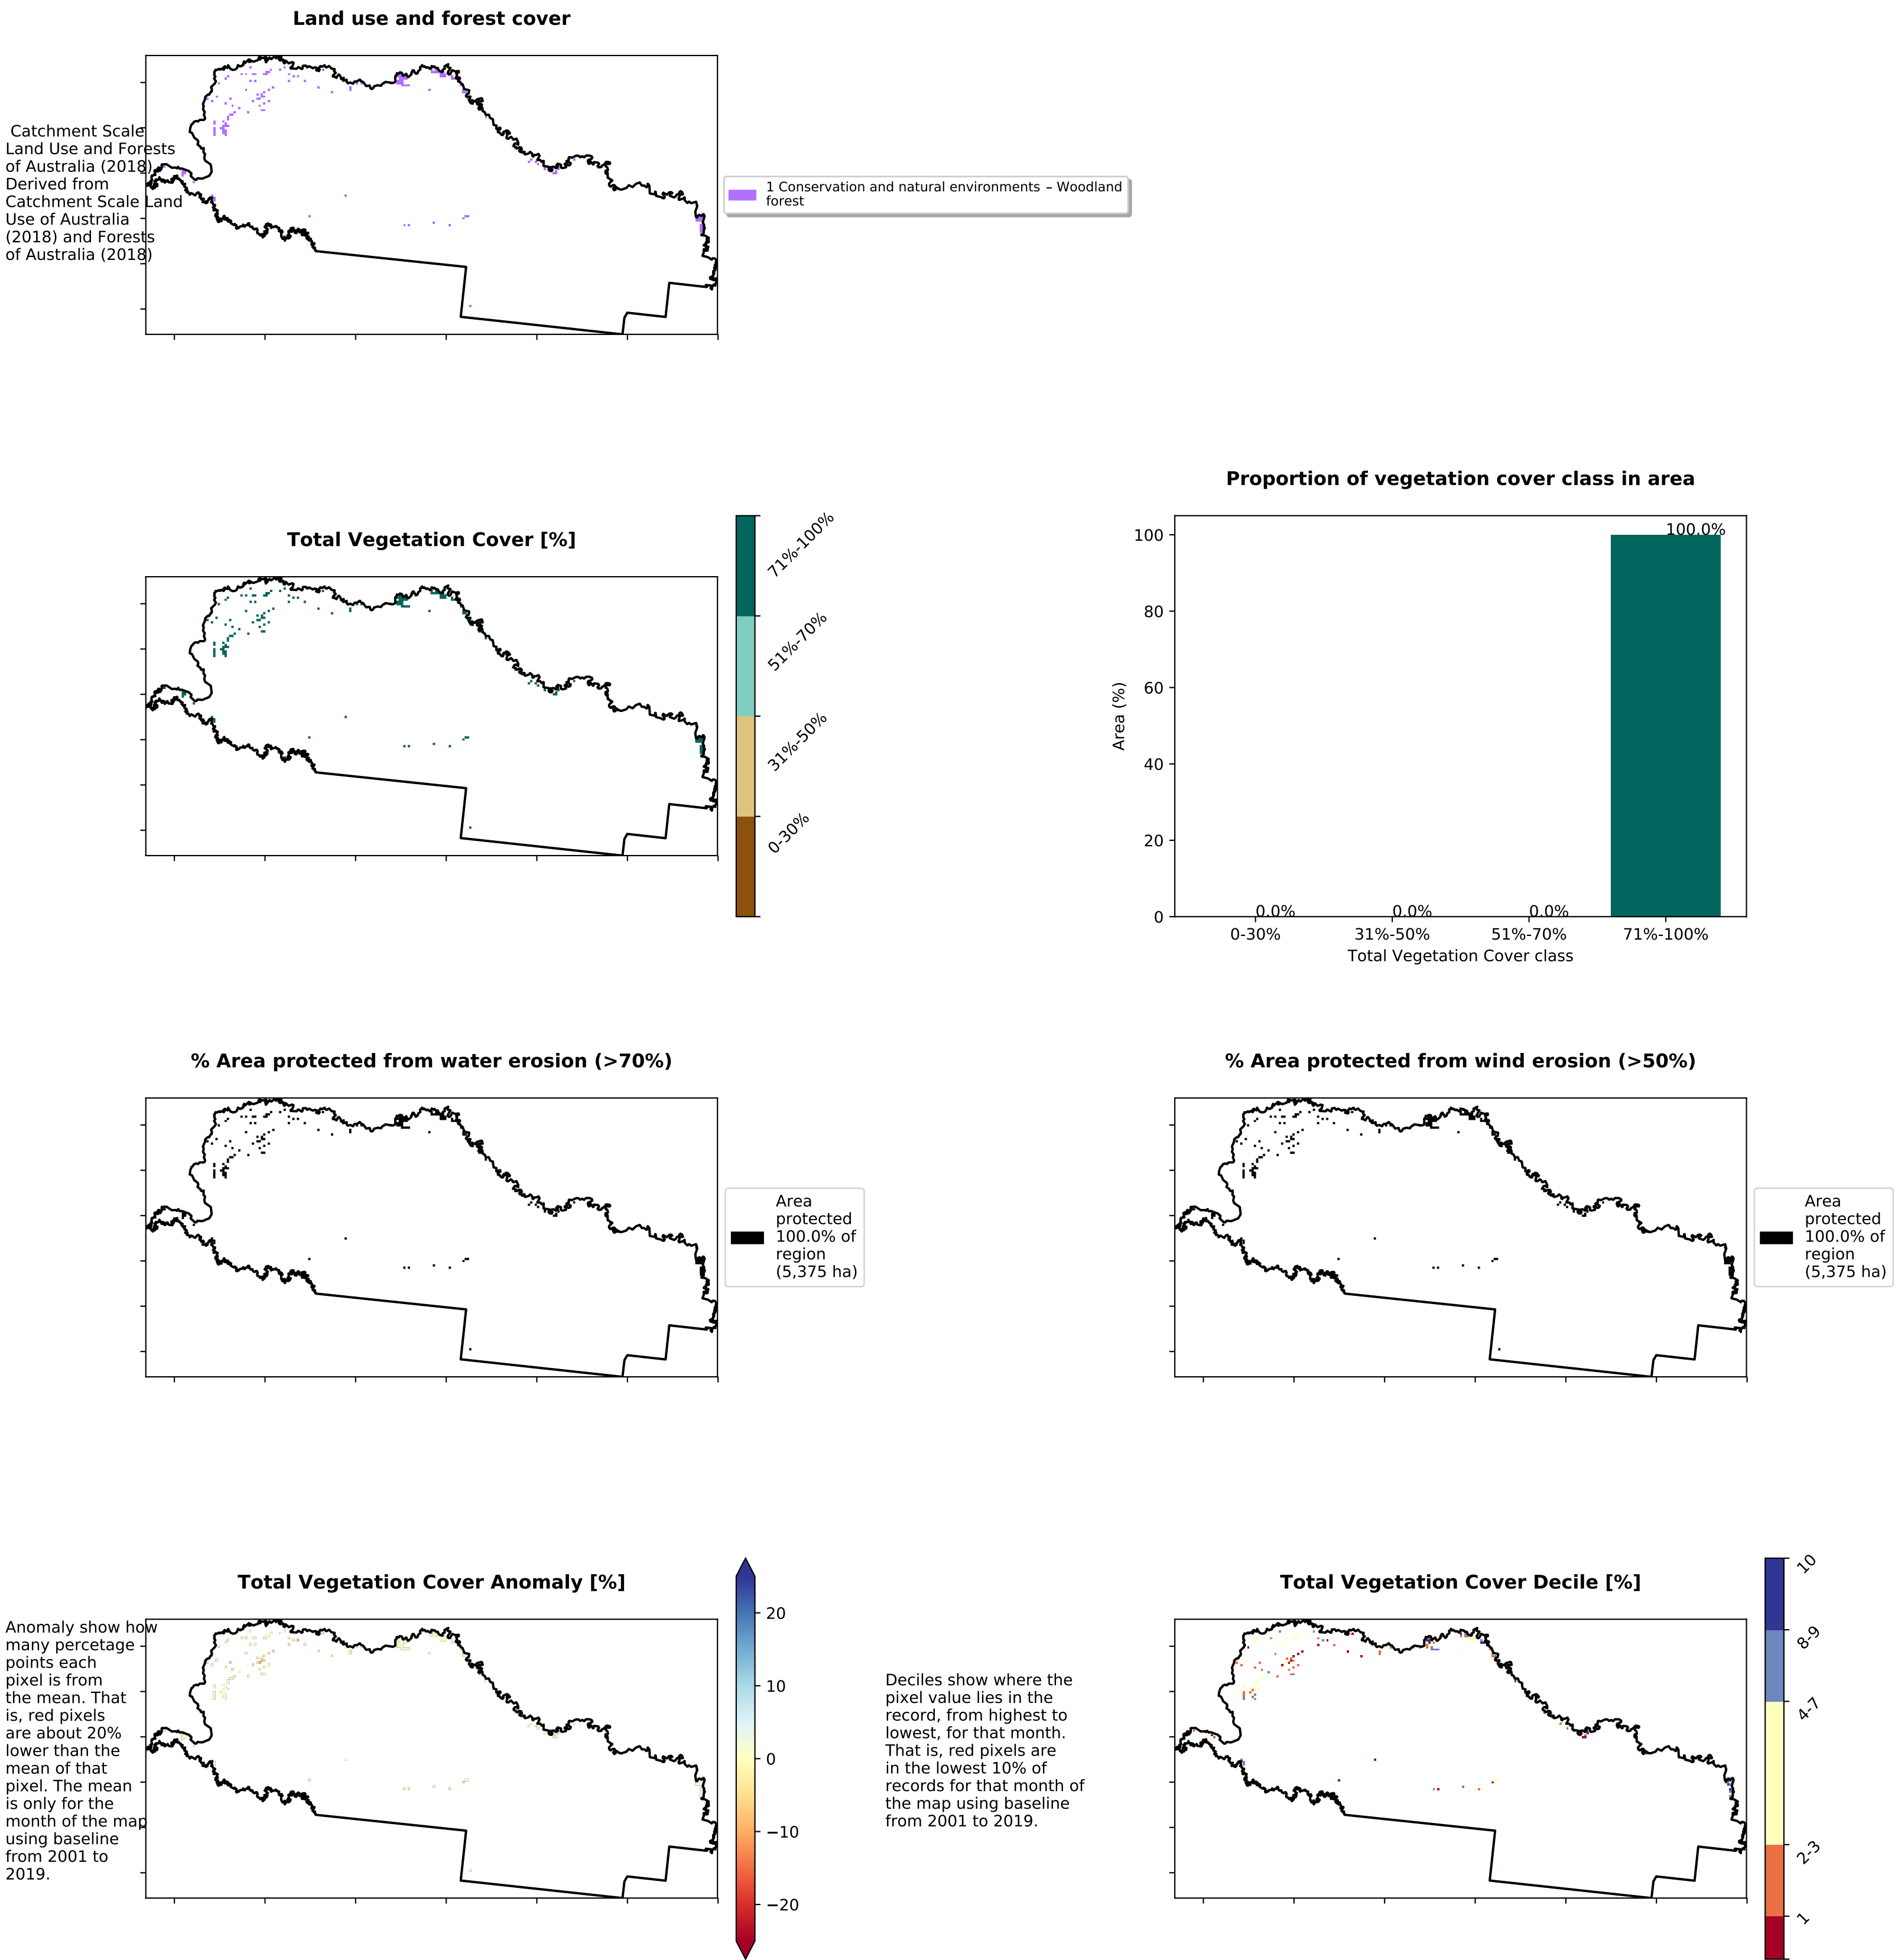 Land use and forest cover
Catchment Scale
Land Use and Forests
of Australia (2018)
Derived from
Catchment Scale Land
Use of Australia
(2018) and Forests
of Australia (2018)
1 Conservation and natural environments – Woodland
forest
Total Vegetation Cover [%]
71%-100%
51%-70%
31%-50%
0-30%
Proportion of vegetation cover class in area
100
80
60
40
20
0
Area (%)
0.0%
0.0%
0.0%
100.0%
0-30%
31%-50%
51%-70%
71%-100%
Total Vegetation Cover class
% Area protected from water erosion (>70%)
Area
protected
100.0% of
region
(5,375 ha)
% Area protected from wind erosion (>50%)
Area
protected
100.0% of
region
(5,375 ha)
Total Vegetation Cover Anomaly [%]
Anomaly show how
many percetage
points each
pixel is from
the mean. That
is, red pixels
are about 20%
lower than the
mean of that
pixel. The mean
is only for the
month of the map
using baseline
from 2001 to
2019.
20
10
0
−10
−20
Total Vegetation Cover Decile [%]
Deciles show where the
pixel value lies in the
record, from highest to
lowest, for that month.
That is, red pixels are
in the lowest 10% of
records for that month of
the map using baseline
from 2001 to 2019.
10
8-9
4-7
2-3
1